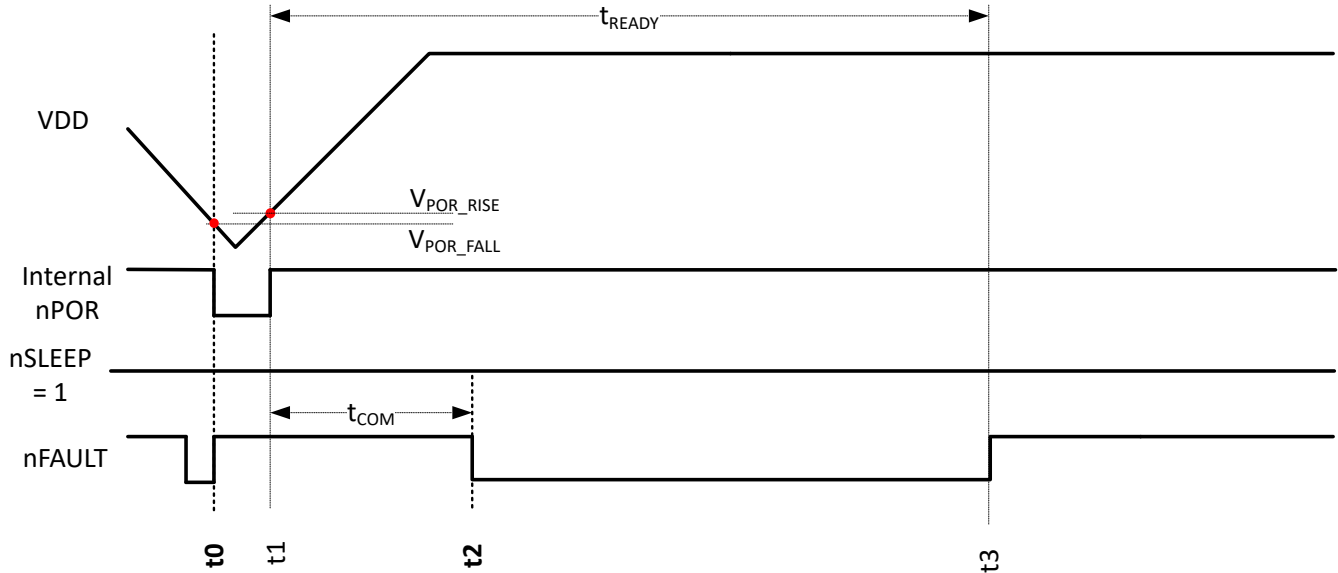 tREADY
VDD
VPOR_RISE
VPOR_FALL
Internal
nPOR
nSLEEP
= 1
tCOM
nFAULT
t0
t1
t2
t3